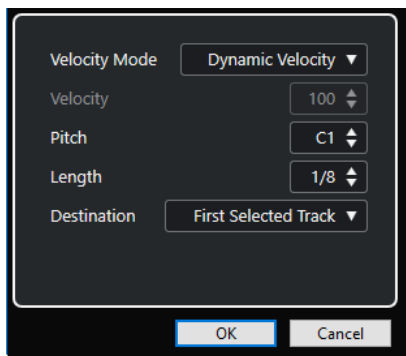 Velocity Mode Dynamic Velocity
Velocity 100
Pitch C1
Length 1/8
Destination First Selected Track
OK Cancel